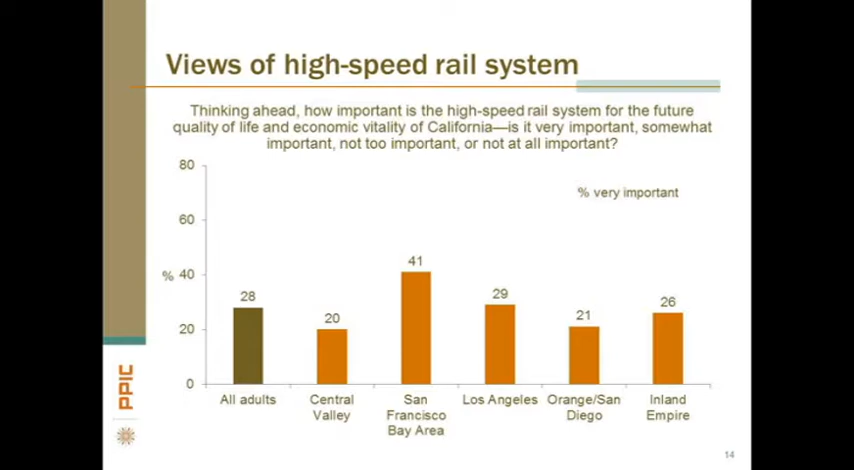 Views of high-speed rail system
Thinking ahead, how important is the high-speed rail system for the future
quality of life and economic vitality of California—is it very important, somewhat
important, not too important, or not at all important?
80
% very important
60
41
% 40
28
29
26
20
21
20
0
All adults
Central
Valley
San
Francisco
Bay Area
Los Angeles
Orange/San
Diego
Inland
Empire
PPIC
14